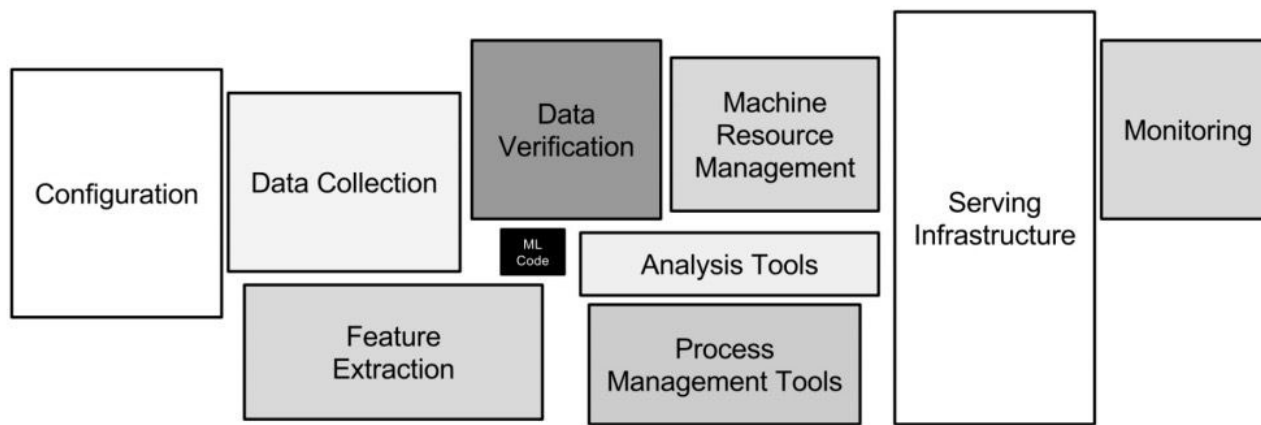 Configuration
Data Collection
Feature
Extraction
Data
Verification
ML
Code
Machine
Resource
Management
Analysis Tools
Process
Management Tools
Serving
Infrastructure
Monitoring